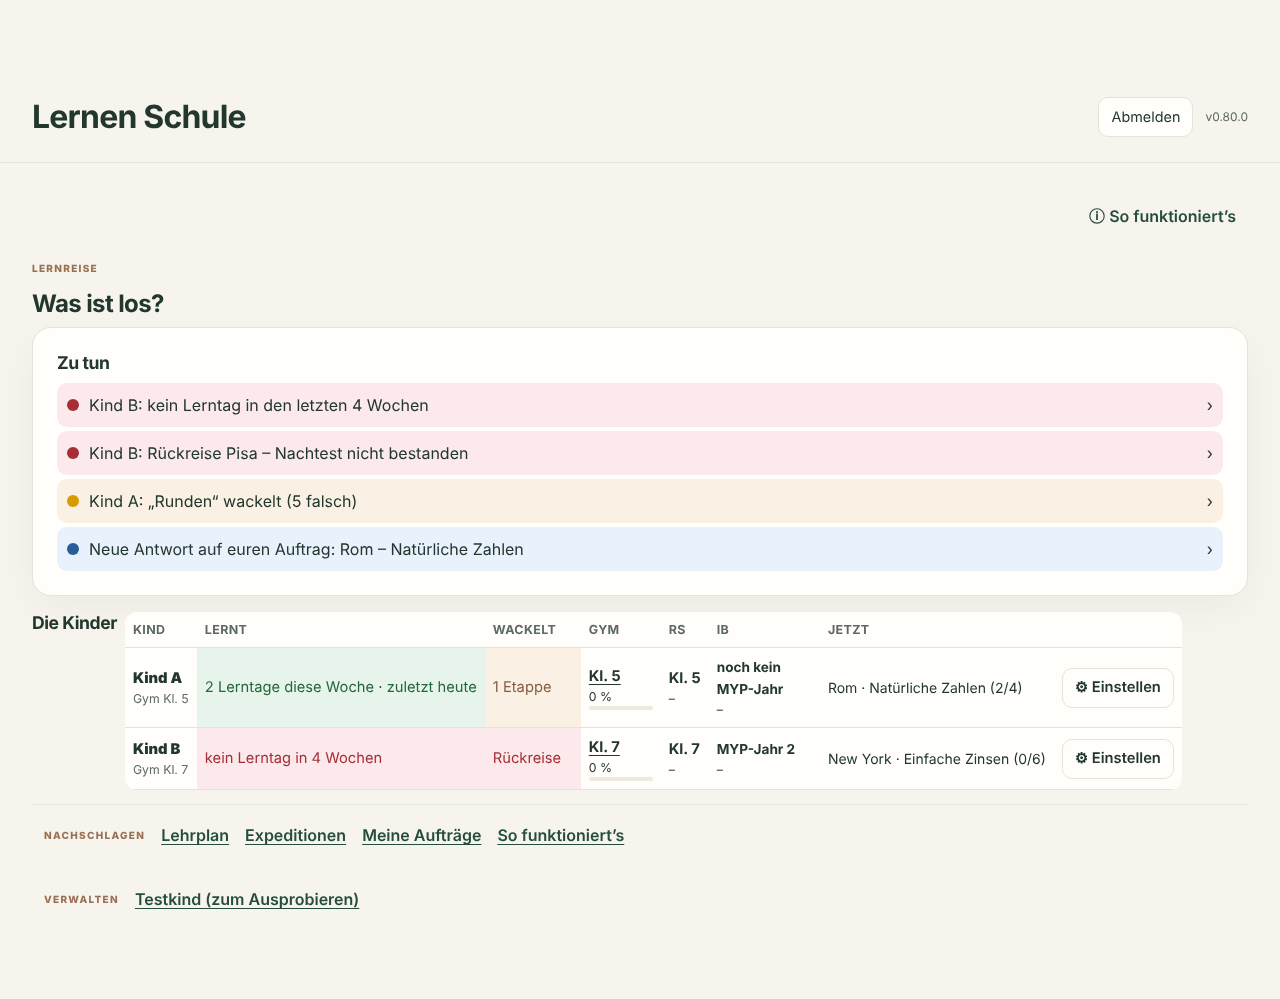 Lernen Schule
Abmelden v0.80.0
ⓘ So funktioniert’s
LERNREISE
Was ist los?
Zu tun
Kind B: kein Lerntag in den letzten 4 Wochen ›
Kind B: Rückreise Pisa – Nachtest nicht bestanden ›
Kind A: „Runden“ wackelt (5 falsch) ›
Neue Antwort auf euren Auftrag: Rom – Natürliche Zahlen ›
Die Kinder
KIND LERNT WACKELT GYM RS IB JETZT
Kind A
Gym Kl. 5
2 Lerntage diese Woche · zuletzt heute
1 Etappe
Kl. 5
0 %
Kl. 5
–
noch kein
MYP-Jahr
–
Rom · Natürliche Zahlen (2/4)
⚙ Einstellen
Kind B
Gym Kl. 7
kein Lerntag in 4 Wochen
Rückreise
Kl. 7
0 %
Kl. 7
–
MYP-Jahr 2
–
New York · Einfache Zinsen (0/6)
⚙ Einstellen
NACHSCHLAGEN Lehrplan Expeditionen Meine Aufträge So funktioniert’s
VERWALTEN Testkind (zum Ausprobieren)